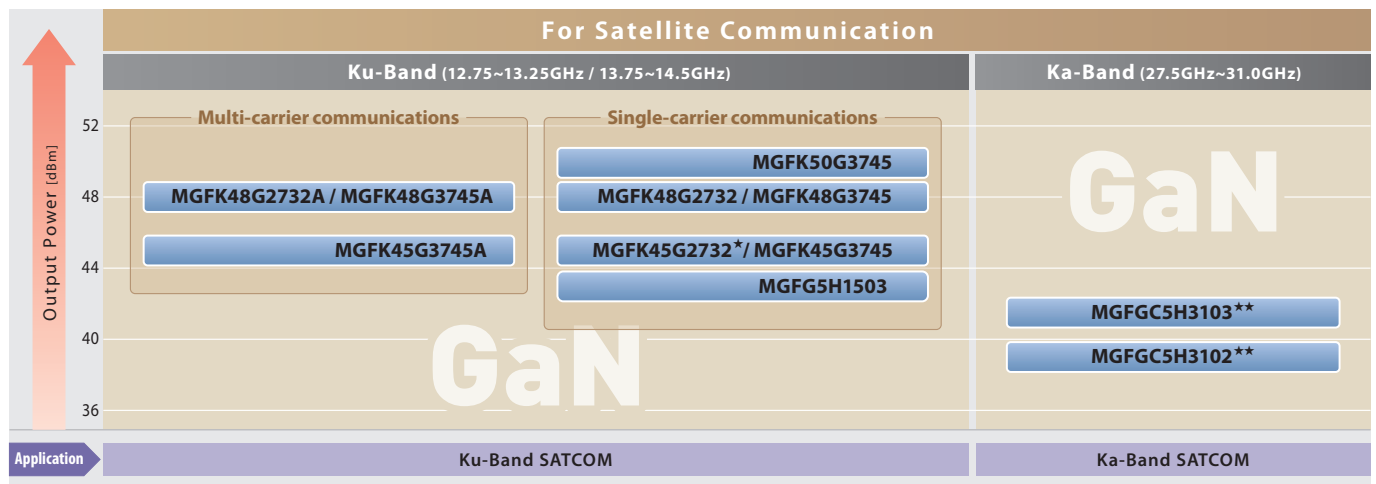 For Satellite Communication
Ku-Band (12.75~13.25GHz / 13.75~14.5GHz)
Ka-Band (27.5GHz~31.0GHz)
Output Power [dBm]
52
48
44
40
36
Multi-carrier communications
MGFK48G2732A / MGFK48G3745A
MGFK45G3745A
Single-carrier communications
MGFK50G3745
MGFK48G2732 / MGFK48G3745
MGFK45G2732★/ MGFK45G3745
MGFG5H1503
GaN
GaN
MGFGC5H3103★★
MGFGC5H3102★★
Application
Ku-Band SATCOM
Ka-Band SATCOM